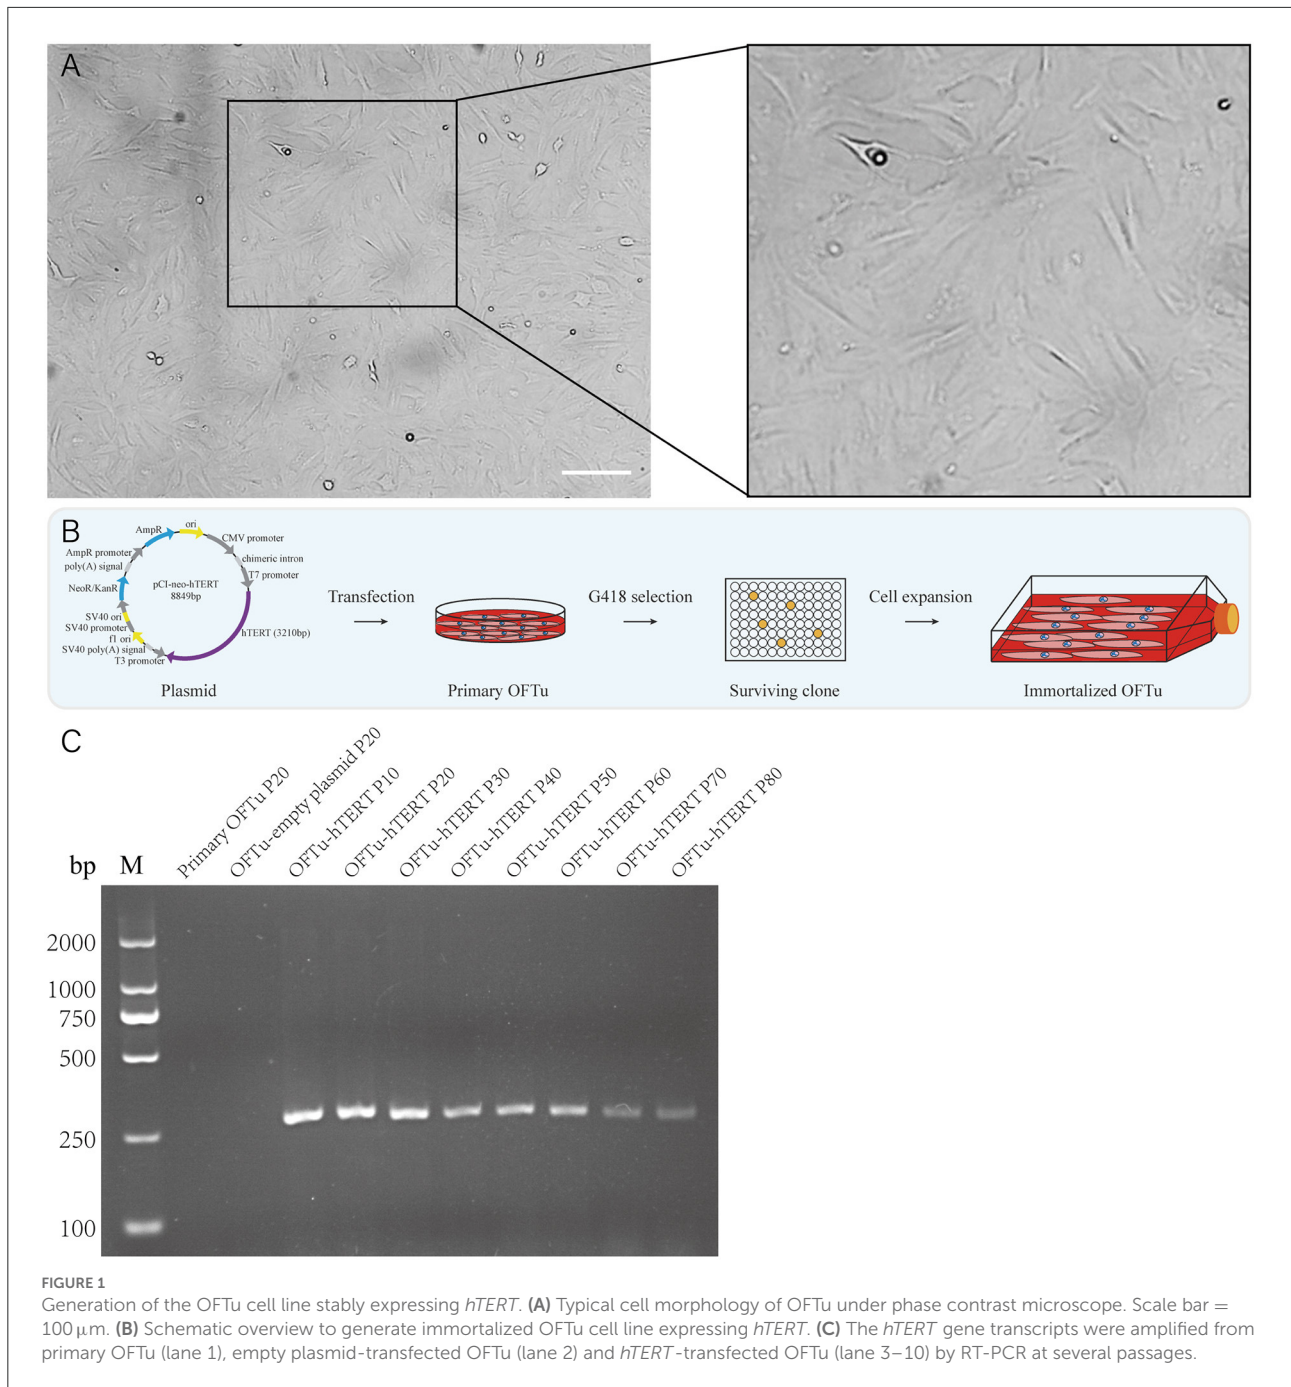 A
B
AmpR
ori
CMV promoter
AmpR promoter
chimeric intron
poly(A) signal
T7 promoter
pCI-neo-hTERT
8849bp
NeoR/KanR
SV40 ori
SV40 promoter
f1 ori
hTERT (3210bp)
SV40 poly(A) signal
T3 promoter
Plasmid
Transfection
Primary OFTu
G418 selection
Surviving clone
Cell expansion
Immortalized OFTu
C
Primary OFTu P20
OFTu-empty plasmid P20
OFTu-hTERT P10
OFTu-hTERT P20
OFTu-hTERT P30
OFTu-hTERT P40
OFTu-hTERT P50
OFTu-hTERT P60
OFTu-hTERT P70
OFTu-hTERT P80
bp M
2000
1000
750
500
250
100
FIGURE 1
Generation of the OFTu cell line stably expressing hTERT. (A) Typical cell morphology of OFTu under phase contrast microscope. Scale bar =
100 μm. (B) Schematic overview to generate immortalized OFTu cell line expressing hTERT. (C) The hTERT gene transcripts were amplified from
primary OFTu (lane 1), empty plasmid-transfected OFTu (lane 2) and hTERT-transfected OFTu (lane 3–10) by RT-PCR at several passages.